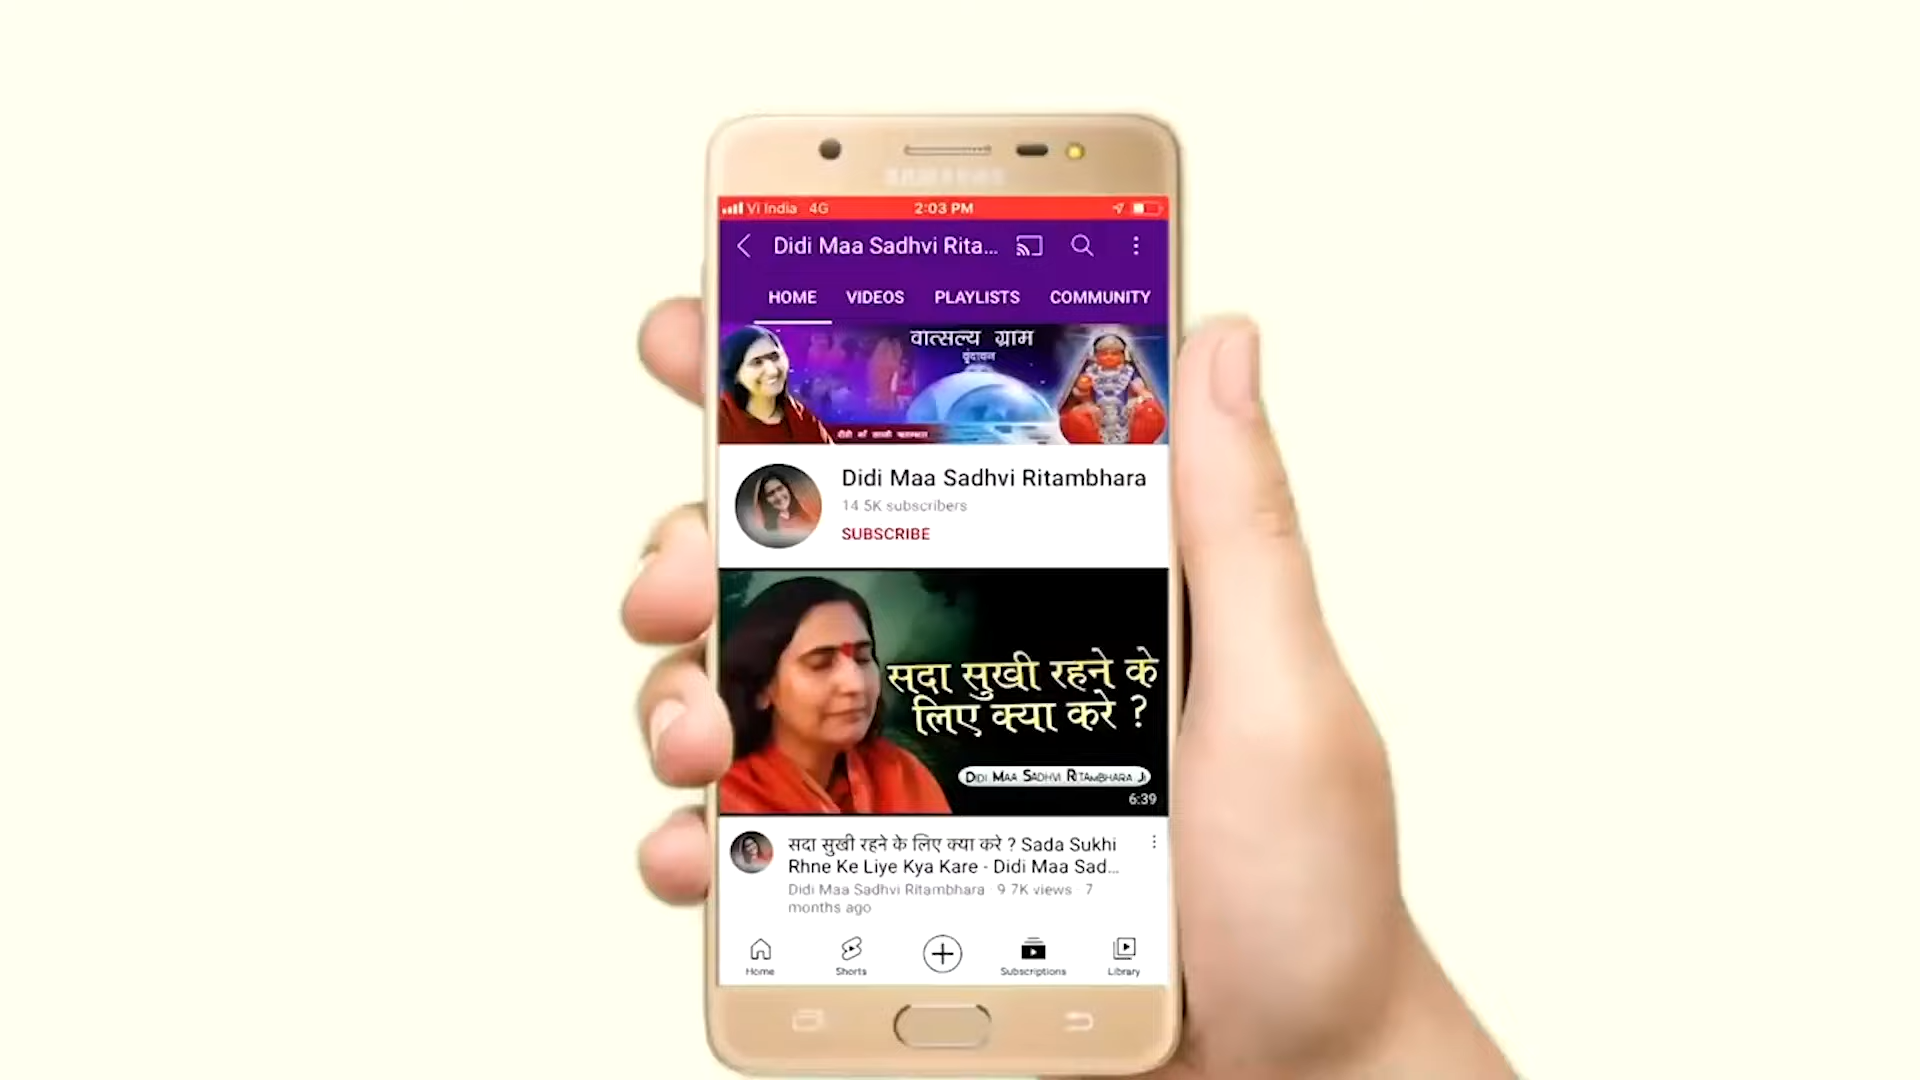 SAMSUNG
Vi India 4G 2:03 PM
Didi Maa Sadhvi Rita...
HOME VIDEOS PLAYLISTS COMMUNITY
वात्सल्य ग्राम
वृंदावन
Didi Maa Sadhvi Ritambhara
14 5K subscribers
SUBSCRIBE
सदा सुखी रहने के
लिए क्या करे ?
DIDI MAA SADHVI RITAMBHARA JI
6:39
सदा सुखी रहने के लिए क्या करे ? Sada Sukhi
Rhne Ke Liye Kya Kare - Didi Maa Sad...
Didi Maa Sadhvi Ritambhara 9 7K views 7
months ago
Home Shorts Subscriptions Library